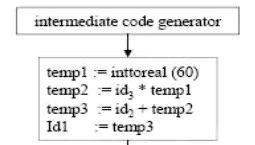 intermediate code generator
temp1 := inttoreal (60)
temp2 := id₃ * temp1
temp3 := id₂ + temp2
Id1 := temp3